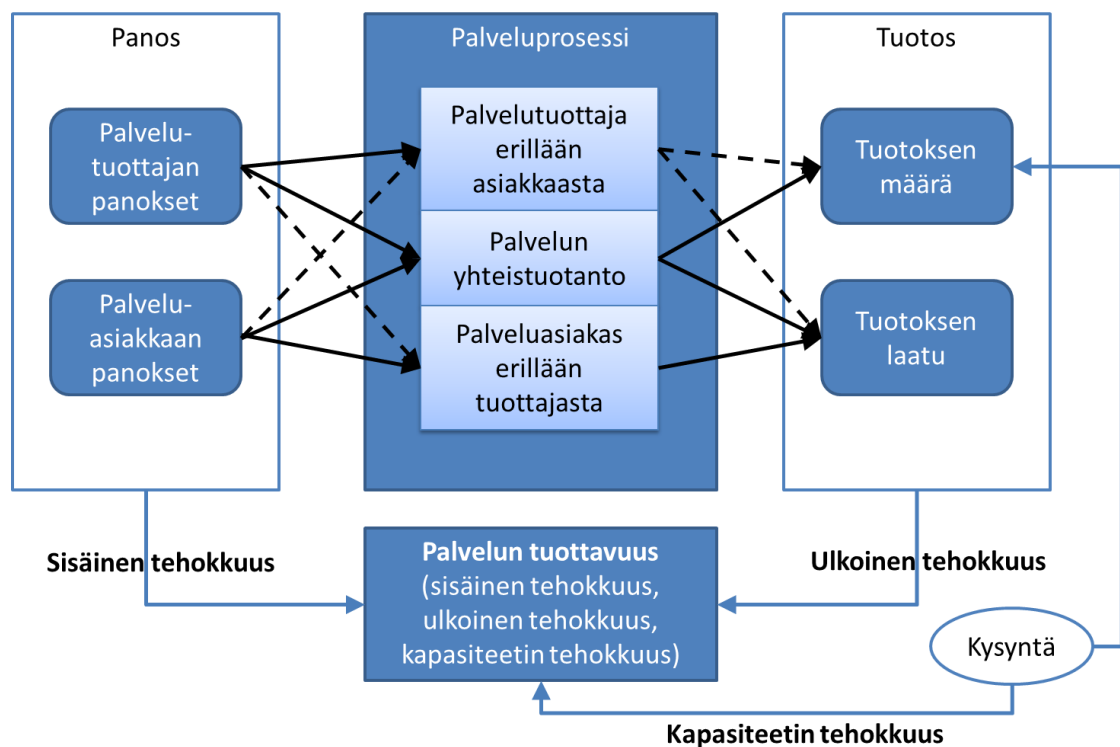 Panos
Palvelu-
tuottajan
panokset
Palvelu-
asiakkaan
panokset
Palveluprosessi
Palvelutuottaja
erillään
asiakkaasta
Palvelun
yhteistuotanto
Palveluasiakas
erillään
tuottajasta
Tuotos
Tuotoksen
määrä
Tuotoksen
laatu
Sisäinen tehokkuus
Palvelun tuottavuus
(sisäinen tehokkuus,
ulkoinen tehokkuus,
kapasiteetin tehokkuus)
Ulkoinen tehokkuus
Kysyntä
Kapasiteetin tehokkuus